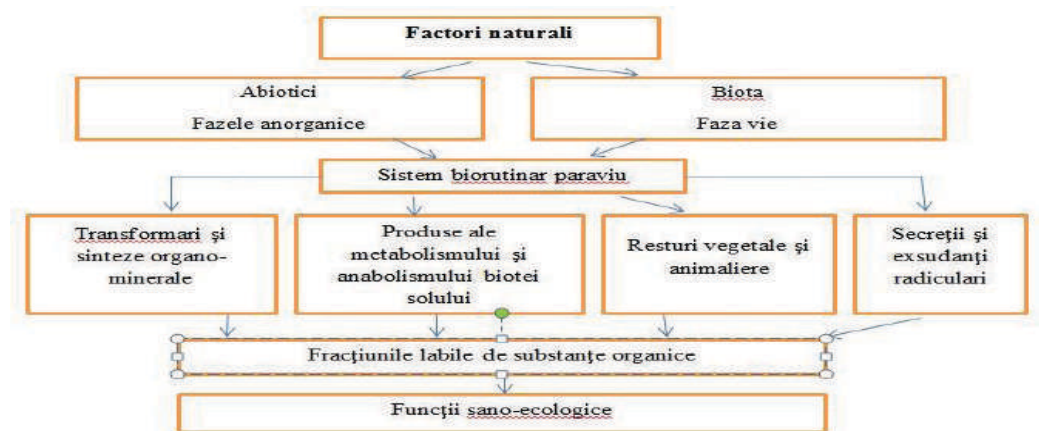 Factori naturali
Abiotici
Fazele anorganice
Biota
Faza vie
Sistem biorutinar paraviu
Transformari şi
sinteze organo-
minerale
Produse ale
metabolismului şi
anabolismului biotei
solului
Resturi vegetale şi
animaliere
Secreţii şi
exsudanţi
radiculari
Fracţiunile labile de substanţe organice
Funcţii sano-ecologice